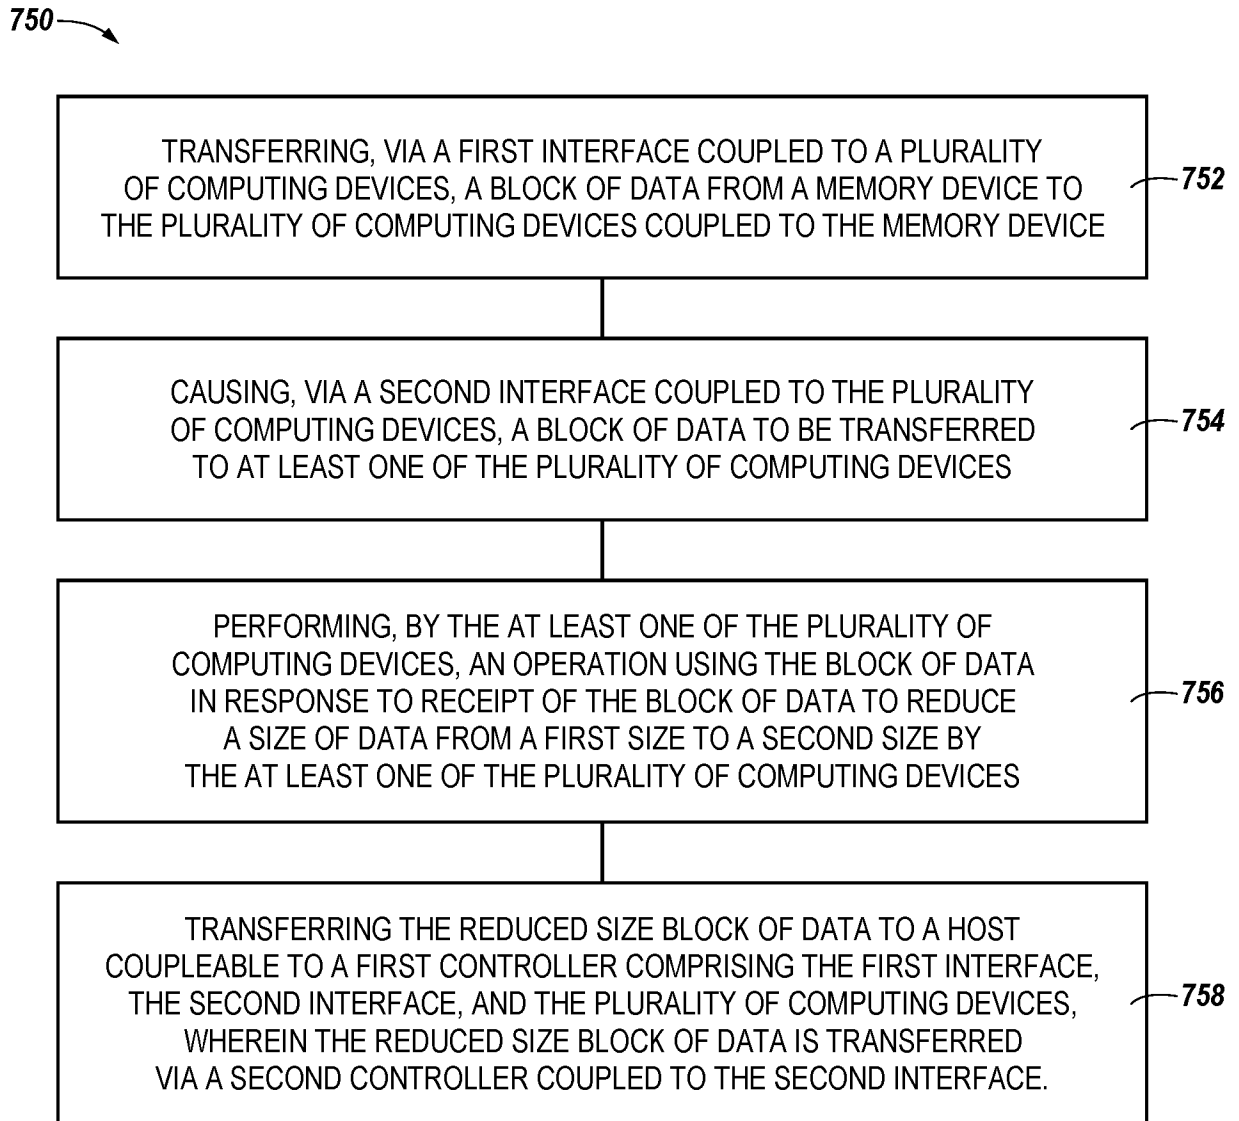 750
TRANSFERRING, VIA A FIRST INTERFACE COUPLED TO A PLURALITY
OF COMPUTING DEVICES, A BLOCK OF DATA FROM A MEMORY DEVICE TO
THE PLURALITY OF COMPUTING DEVICES COUPLED TO THE MEMORY DEVICE
752
CAUSING, VIA A SECOND INTERFACE COUPLED TO THE PLURALITY
OF COMPUTING DEVICES, A BLOCK OF DATA TO BE TRANSFERRED
TO AT LEAST ONE OF THE PLURALITY OF COMPUTING DEVICES
754
PERFORMING, BY THE AT LEAST ONE OF THE PLURALITY OF
COMPUTING DEVICES, AN OPERATION USING THE BLOCK OF DATA
IN RESPONSE TO RECEIPT OF THE BLOCK OF DATA TO REDUCE
A SIZE OF DATA FROM A FIRST SIZE TO A SECOND SIZE BY
THE AT LEAST ONE OF THE PLURALITY OF COMPUTING DEVICES
756
TRANSFERRING THE REDUCED SIZE BLOCK OF DATA TO A HOST
COUPLEABLE TO A FIRST CONTROLLER COMPRISING THE FIRST INTERFACE,
THE SECOND INTERFACE, AND THE PLURALITY OF COMPUTING DEVICES,
WHEREIN THE REDUCED SIZE BLOCK OF DATA IS TRANSFERRED
VIA A SECOND CONTROLLER COUPLED TO THE SECOND INTERFACE.
758